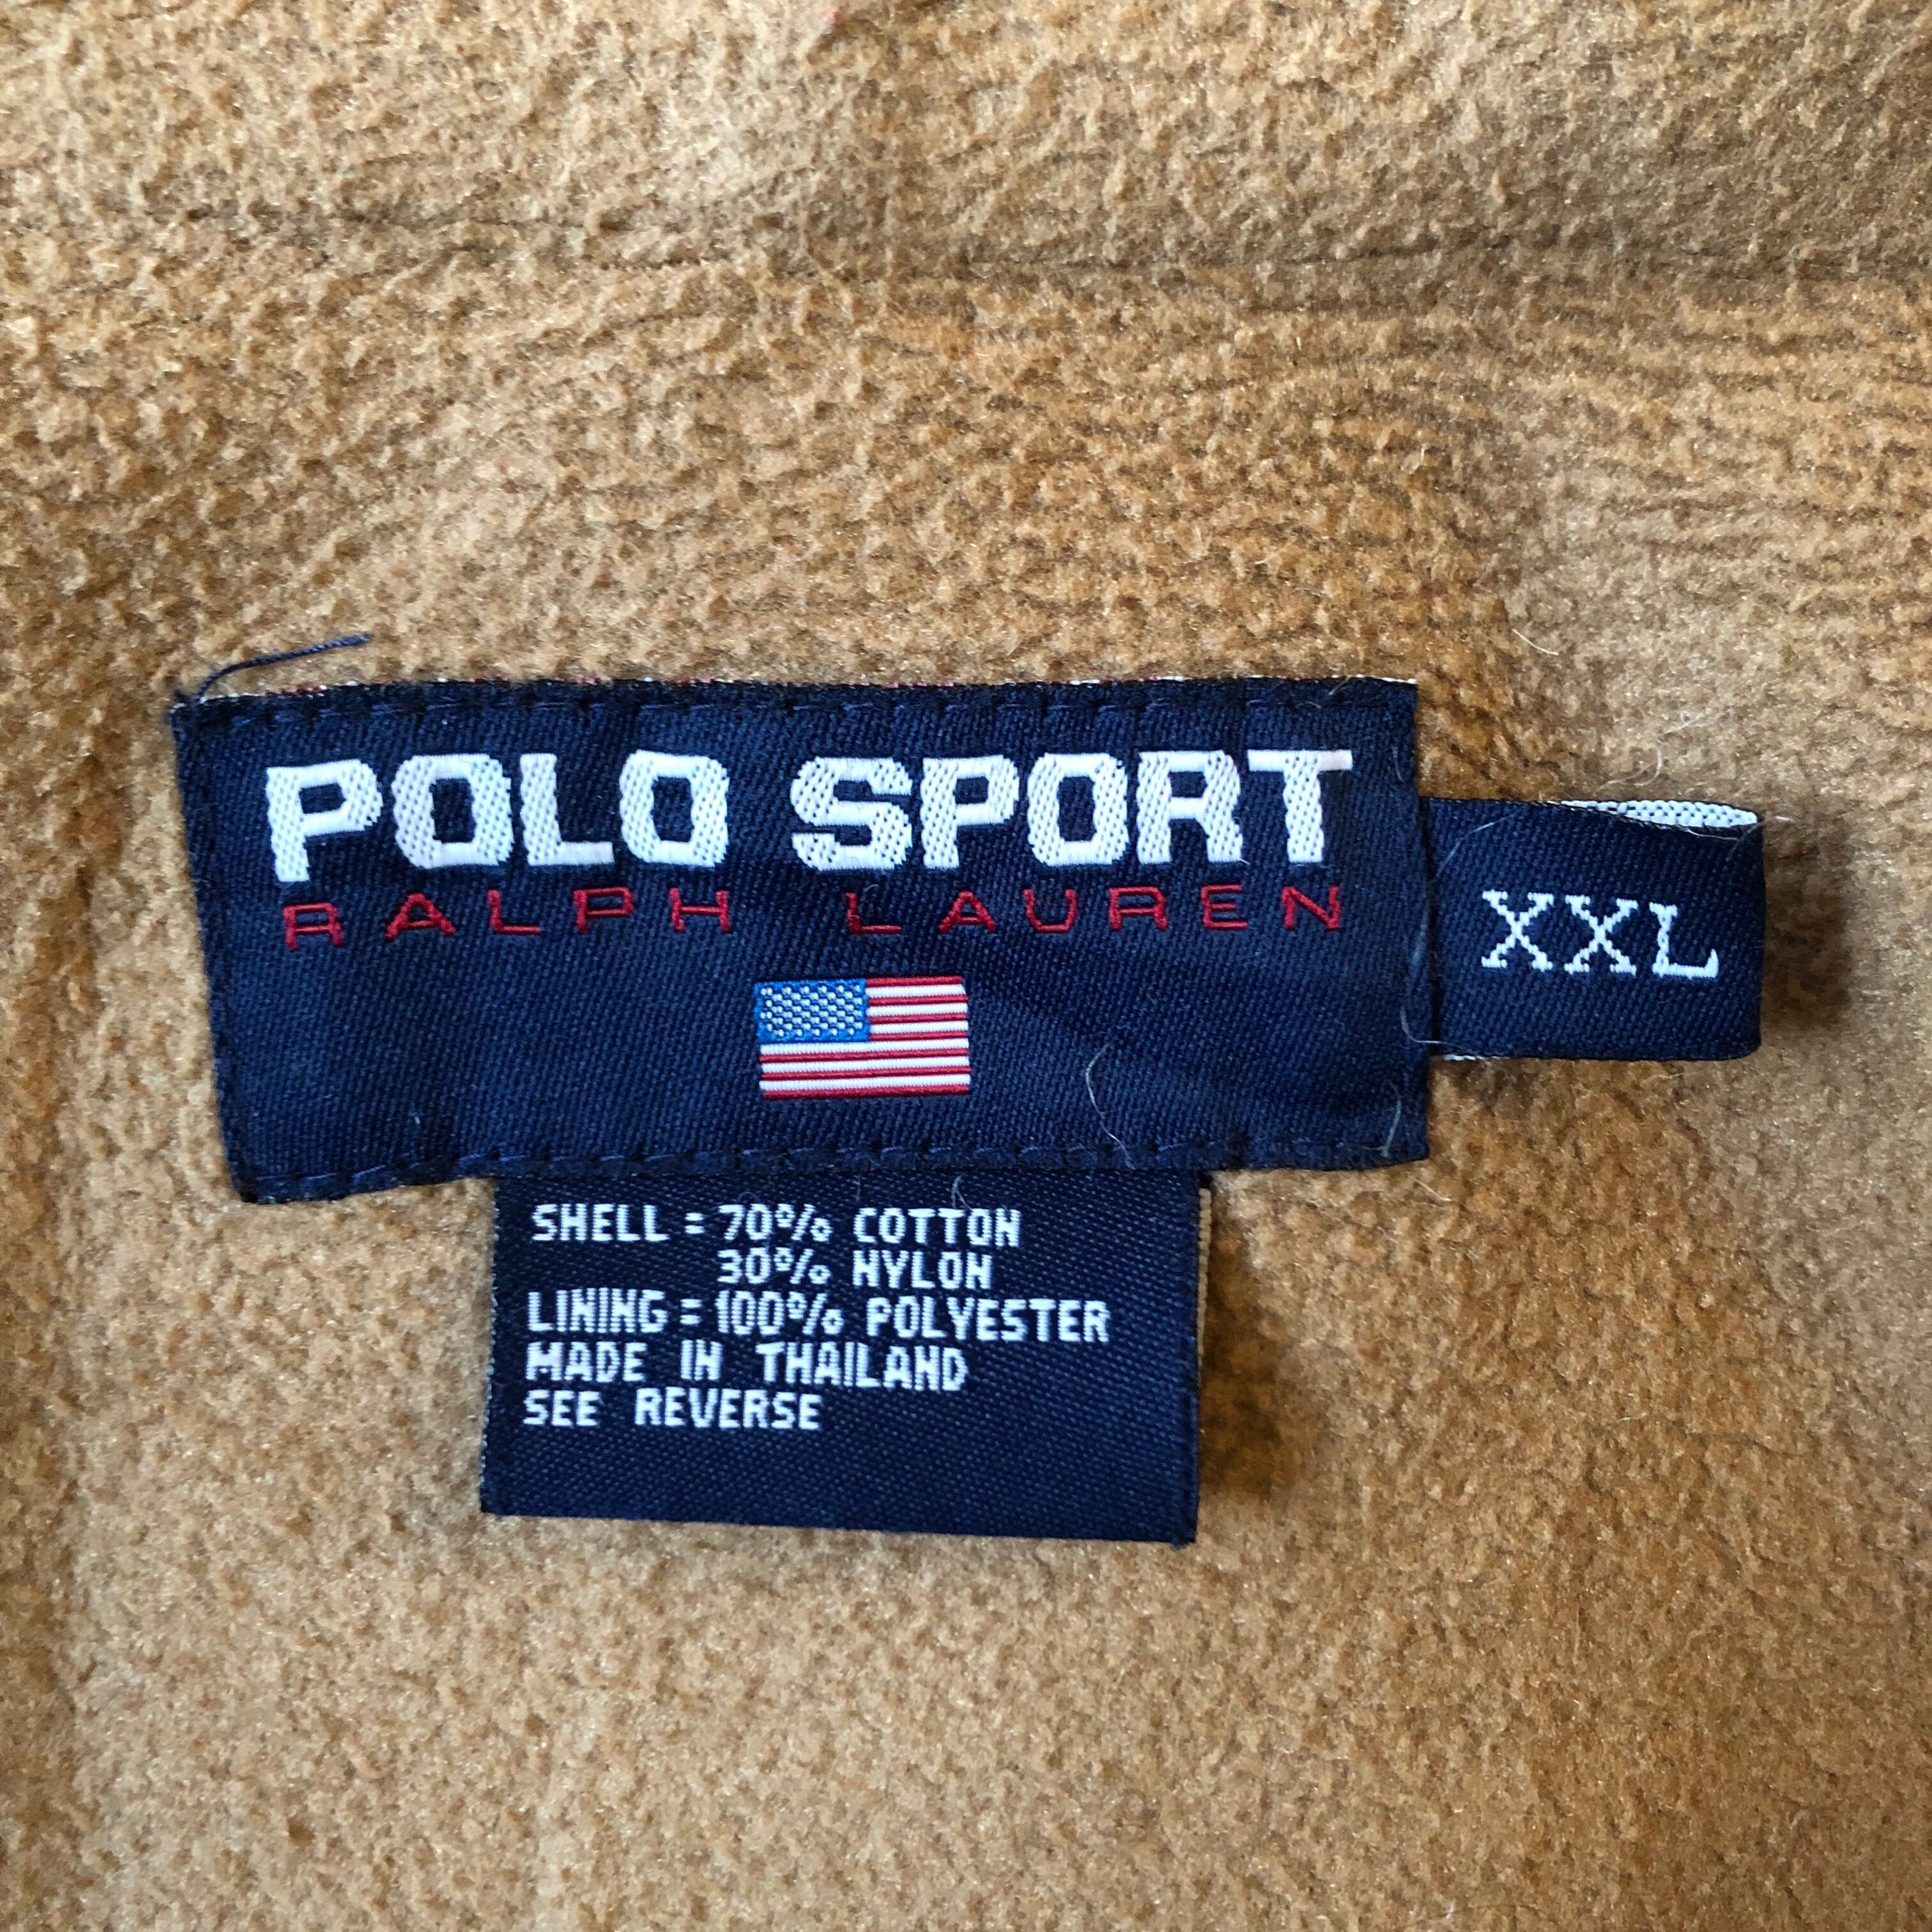 POLO SPORT
RALPH LAUREN
XXL
SHELL = 70% COTTON
30% NYLON
LINING = 100% POLYESTER
MADE IN THAILAND
SEE REVERSE